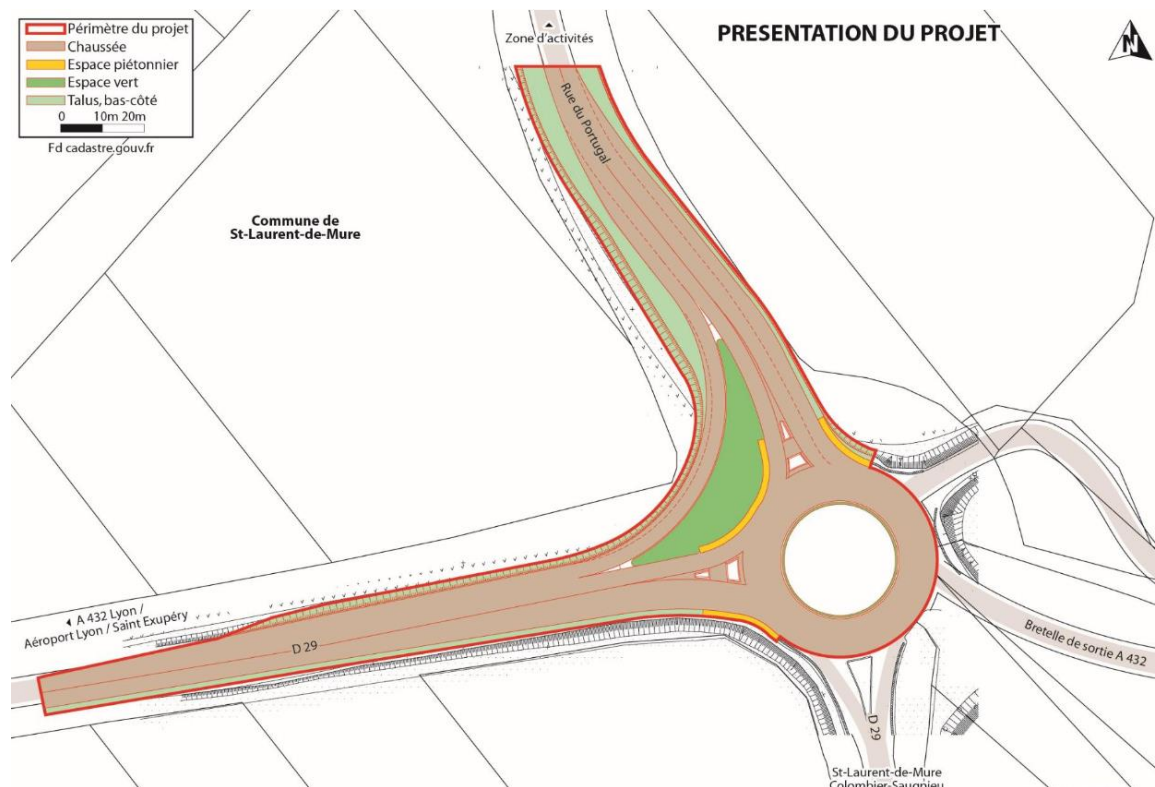 Périmètre du projet
Chaussée
Espace piétonnier
Espace vert
Talus, bas-côté
0 10m 20m
Fd cadastre.gouv.fr
Zone d'activités
PRESENTATION DU PROJET
N
Rue du Portugal
Commune de
St-Laurent-de-Mure
A 432 Lyon /
Aéroport Lyon / Saint Exupéry
D 29
Bretelle de sortie A 432
D 29
St-Laurent-de-Mure
Colombier-Saugnieu